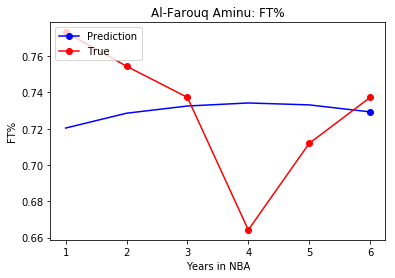 Al-Farouq Aminu: FT%
Prediction
True
0.76
0.74
0.72
0.70
0.68
0.66
FT%
1 2 3 4 5 6
Years in NBA